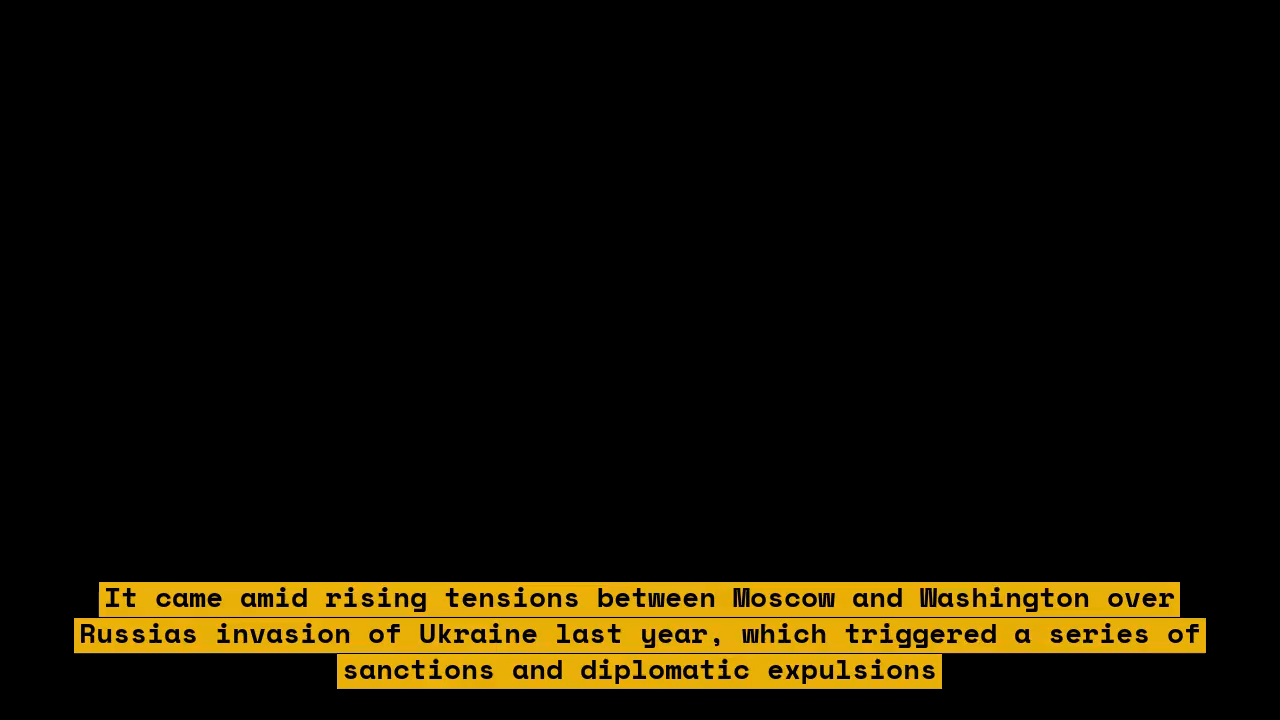 It came amid rising tensions between Moscow and Washington over
Russias invasion of Ukraine last year, which triggered a series of
sanctions and diplomatic expulsions